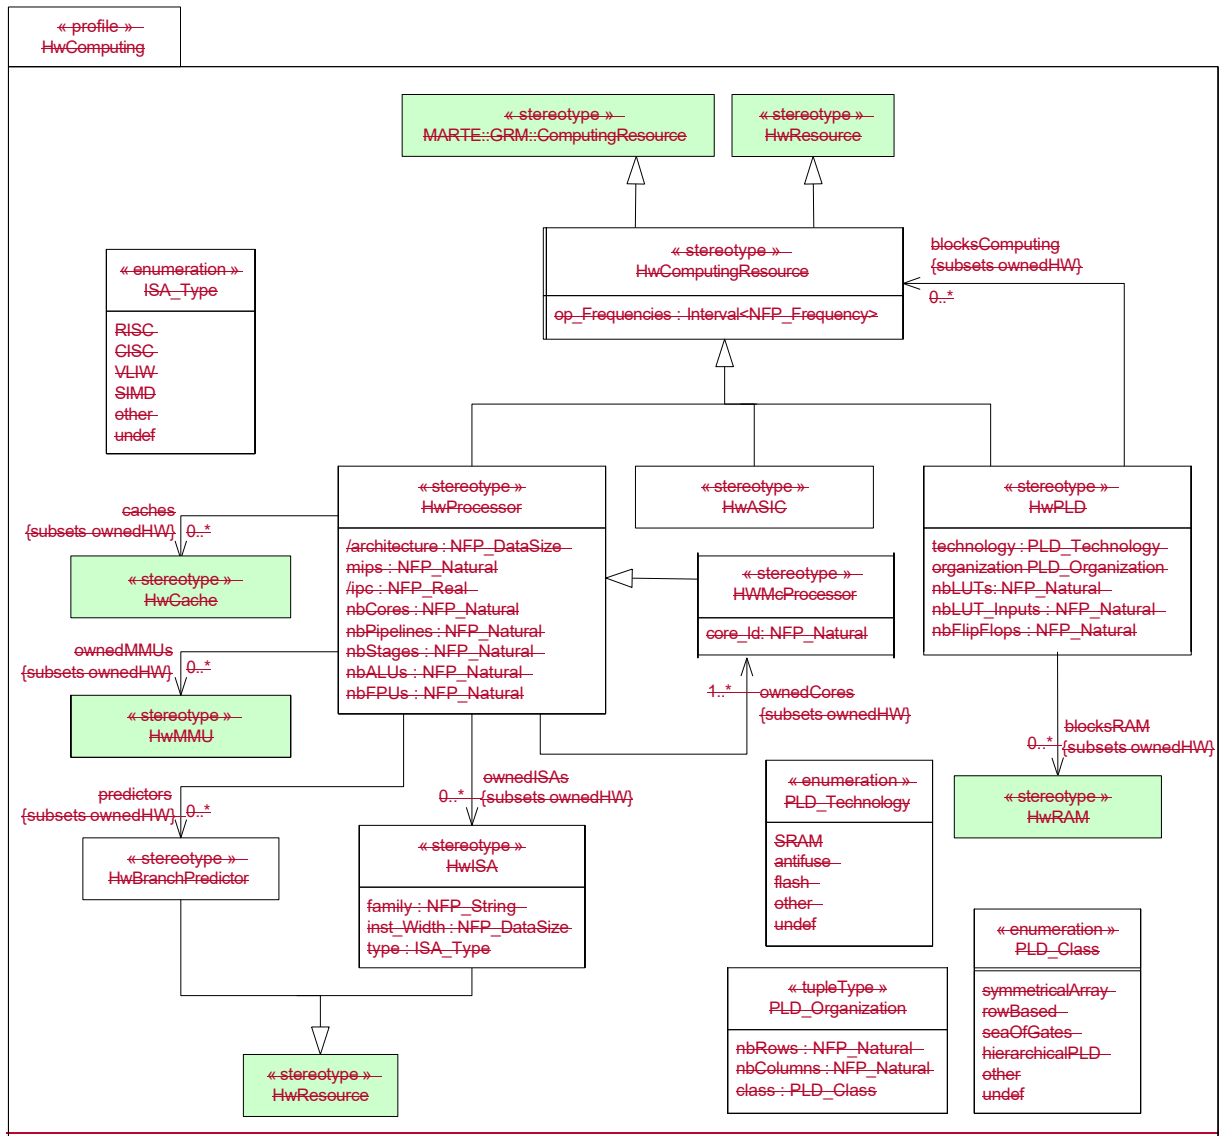 « profile »
HwComputing
« stereotype »
MARTE::GRM::ComputingResource
« stereotype »
HwResource
« stereotype »
HwComputingResource
op_Frequencies : Interval<NFP_Frequency>
blocksComputing
{subsets ownedHW}
0..*
« enumeration »
ISA_Type
RISC
CISC
VLIW
SIMD
other
undef
« stereotype »
HwProcessor
/architecture : NFP_DataSize
mips : NFP_Natural
/ipc : NFP_Real
nbCores : NFP_Natural
nbPipelines : NFP_Natural
nbStages : NFP_Natural
nbALUs : NFP_Natural
nbFPUs : NFP_Natural
« stereotype »
HwASIC
« stereotype »
HwPLD
technology : PLD_Technology
organization PLD_Organization
nbLUTs: NFP_Natural
nbLUT_Inputs : NFP_Natural
nbFlipFlops : NFP_Natural
caches
{subsets ownedHW} 0..*
« stereotype »
HwCache
« stereotype »
HWMcProcessor
core_Id: NFP_Natural
ownedMMUs
{subsets ownedHW} 0..*
« stereotype »
HwMMU
1..* ownedCores
{subsets ownedHW}
blocksRAM
0..* {subsets ownedHW}
« stereotype »
HwRAM
predictors
{subsets ownedHW} 0..*
« stereotype »
HwBranchPredictor
ownedISAs
0..* {subsets ownedHW}
« stereotype »
HwISA
family : NFP_String
inst_Width : NFP_DataSize
type : ISA_Type
« enumeration »
PLD_Technology
SRAM
antifuse
flash
other
undef
« enumeration »
PLD_Class
symmetricalArray
rowBased
seaOfGates
hierarchicalPLD
other
undef
« tupleType »
PLD_Organization
nbRows : NFP_Natural
nbColumns : NFP_Natural
class : PLD_Class
« stereotype »
HwResource